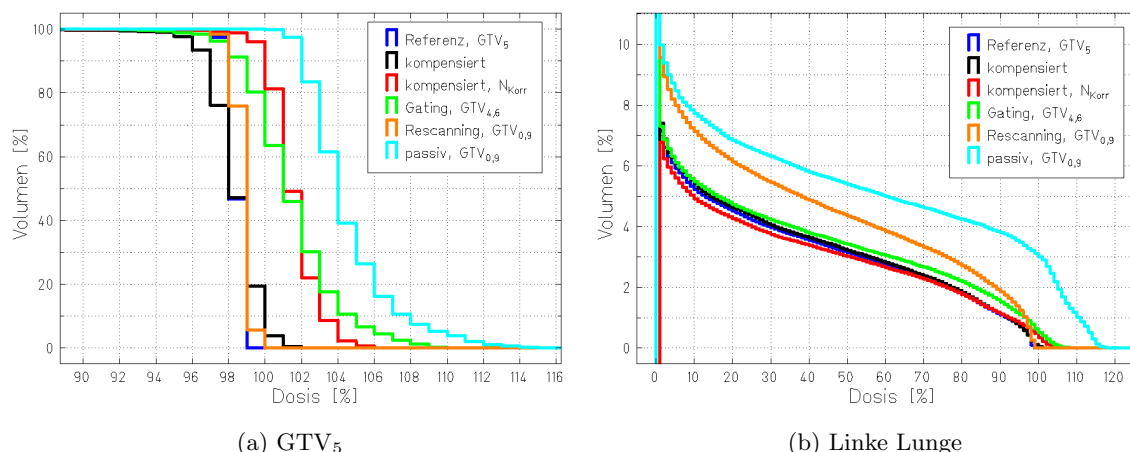 100
80
60
40
20
0
Volumen [%]
90 92 94 96 98 100 102 104 106 108 110 112 114 116
Dosis [%]
Referenz, GTV₅
kompensiert
kompensiert, N_Korr
Gating, GTV₄,₆
Rescanning, GTV₀,₉
passiv, GTV₀,₉
(a) GTV₅
10
8
6
4
2
0
Volumen [%]
0 10 20 30 40 50 60 70 80 90 100 110 120
Dosis [%]
Referenz, GTV₅
kompensiert
kompensiert, N_Korr
Gating, GTV₄,₆
Rescanning, GTV₀,₉
passiv, GTV₀,₉
(b) Linke Lunge